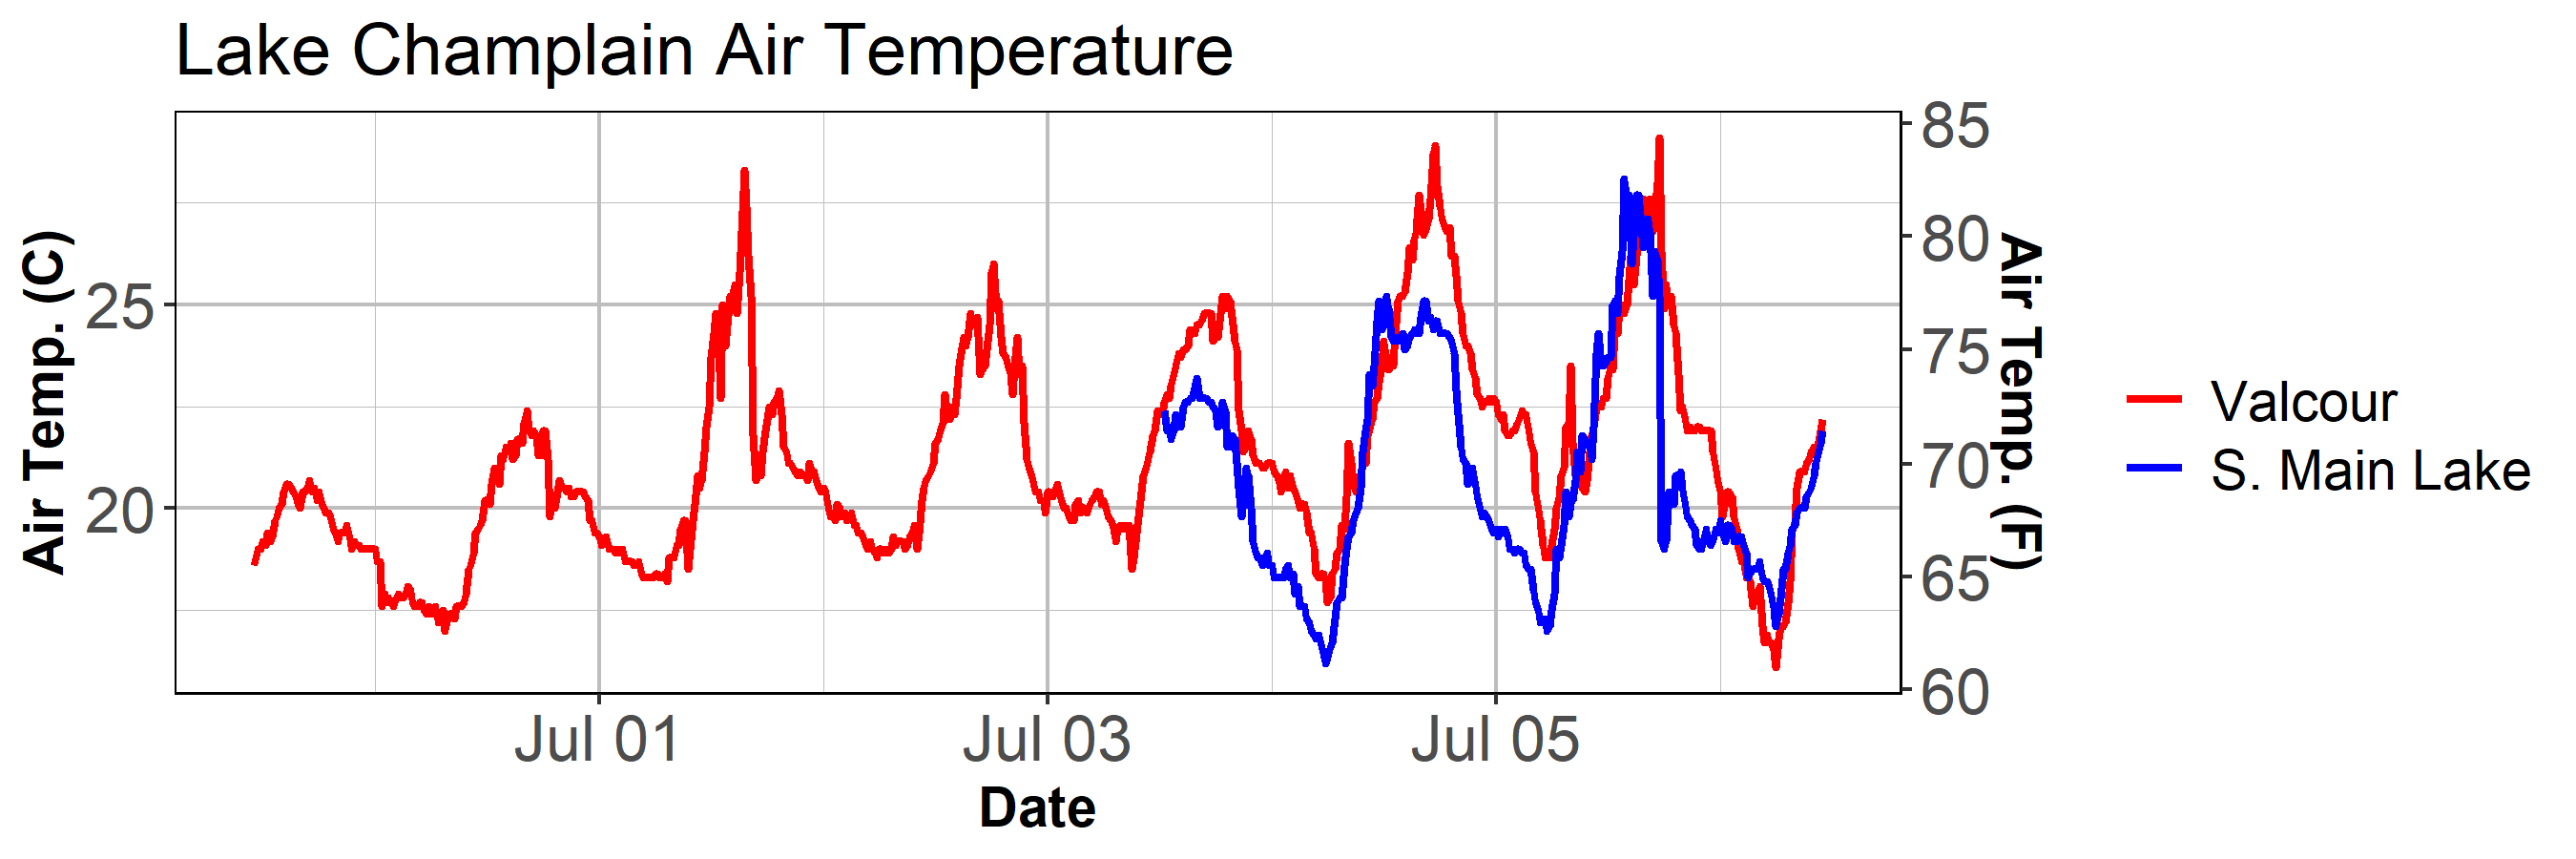 Lake Champlain Air Temperature
Air Temp. (C)
25
20
85
80
75
70
65
60
Air Temp. (F)
Jul 01
Jul 03
Jul 05
Date
Valcour
S. Main Lake